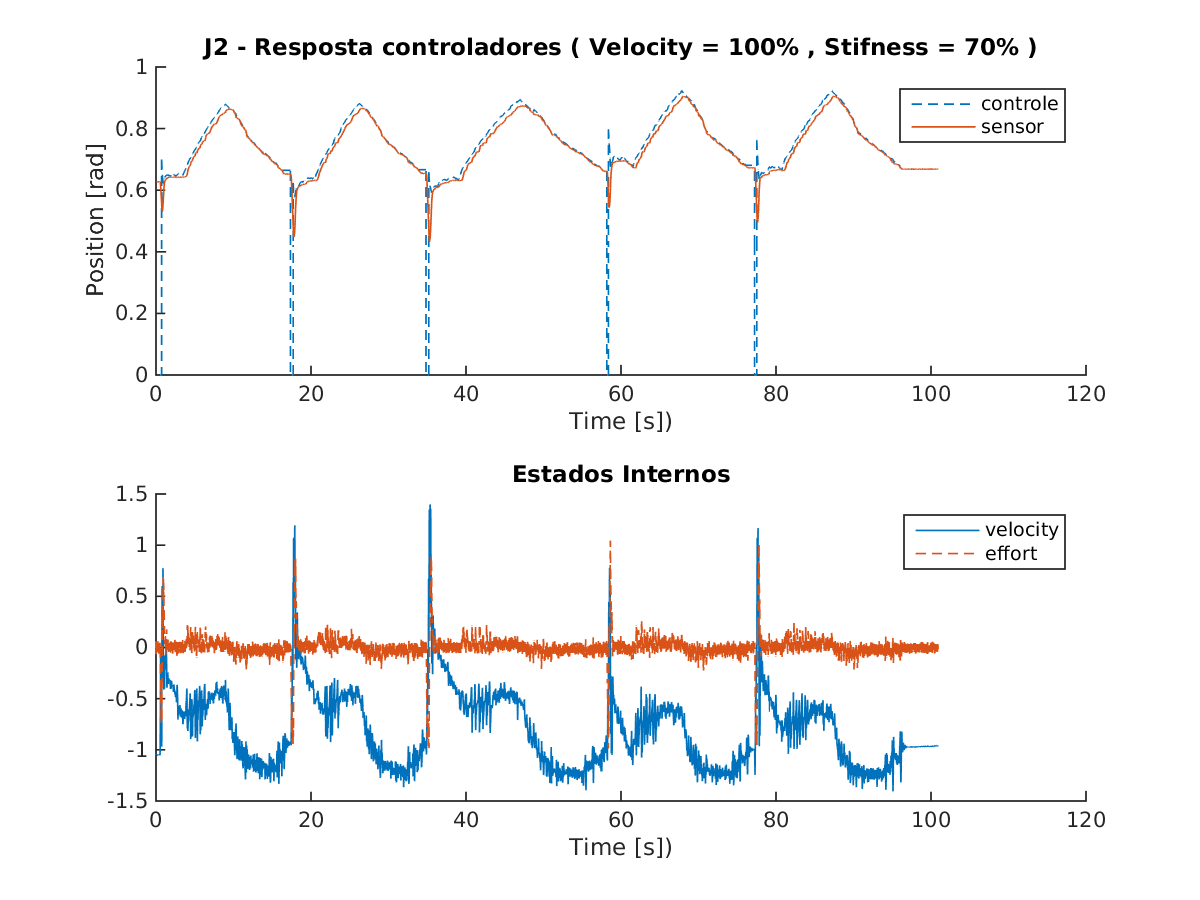 J2 - Resposta controladores ( Velocity = 100% , Stifness = 70% )
1
0.8
0.6
0.4
0.2
0
Position [rad]
controle
sensor
0 20 40 60 80 100 120
Time [s])
Estados Internos
1.5
1
0.5
0
-0.5
-1
-1.5
velocity
effort
0 20 40 60 80 100 120
Time [s])